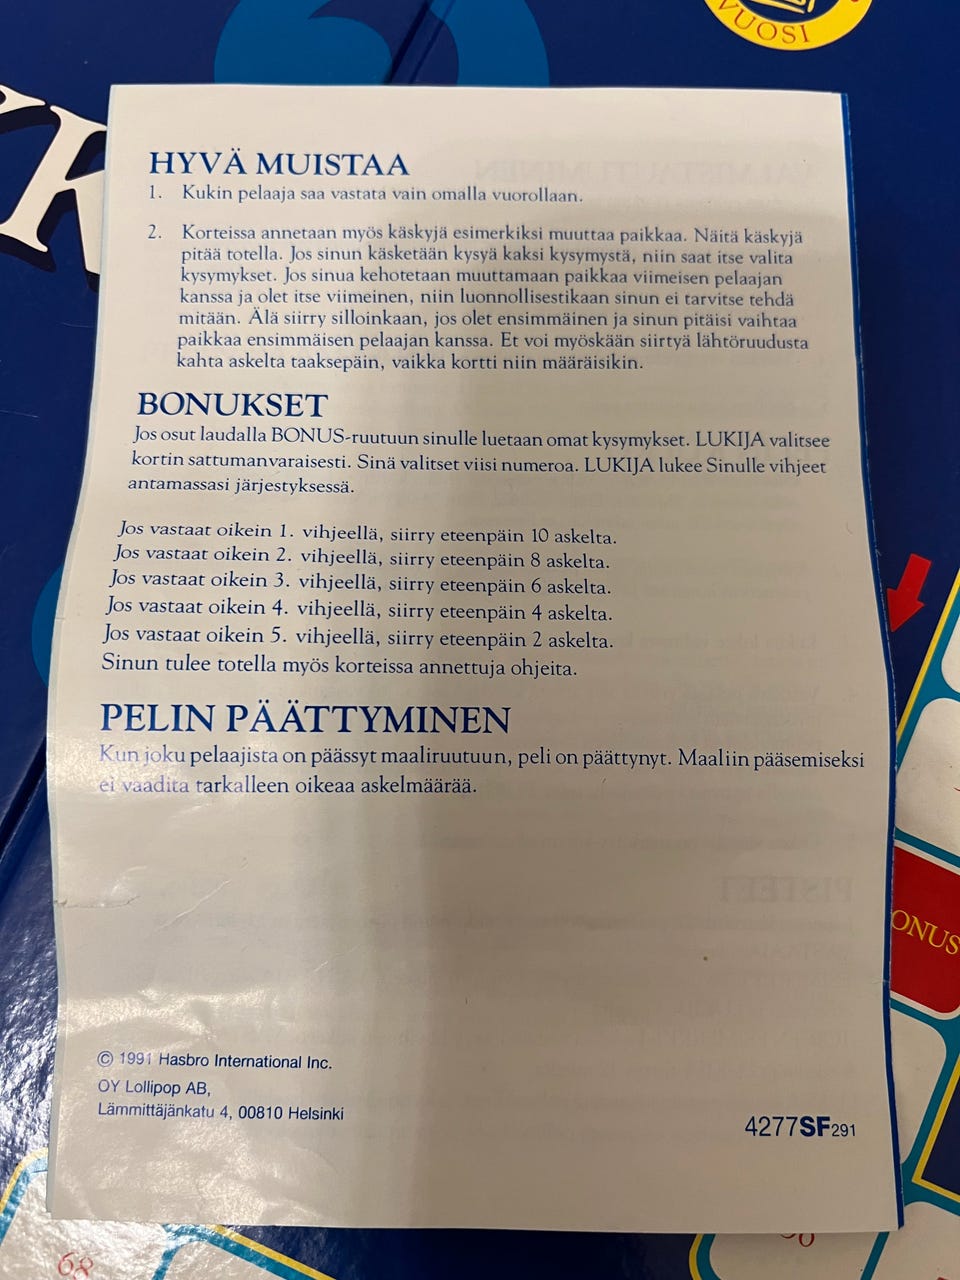 VUOSI
YK
HYVÄ MUISTAA
1. Kukin pelaaja saa vastata vain omalla vuorollaan.
2. Korteissa annetaan myös käskyjä esimerkiksi muuttaa paikkaa. Näitä käskyjä
pitää totella. Jos sinun käsketään kysyä kaksi kysymystä, niin saat itse valita
kysymykset. Jos sinua kehotetaan muuttamaan paikkaa viimeisen pelaajan
kanssa ja olet itse viimeinen, niin luonnollisestikaan sinun ei tarvitse tehdä
mitään. Älä siirry silloinkaan, jos olet ensimmäinen ja sinun pitäisi vaihtaa
paikkaa ensimmäisen pelaajan kanssa. Et voi myöskään siirtyä lähtöruudusta
kahta askelta taaksepäin, vaikka kortti niin määräisikin.
BONUKSET
Jos osut laudalla BONUS-ruutuun sinulle luetaan omat kysymykset. LUKIJA valitsee
kortin sattumanvaraisesti. Sinä valitset viisi numeroa. LUKIJA lukee Sinulle vihjeet
antamassasi järjestyksessä.
Jos vastaat oikein 1. vihjeellä, siirry eteenpäin 10 askelta.
Jos vastaat oikein 2. vihjeellä, siirry eteenpäin 8 askelta.
Jos vastaat oikein 3. vihjeellä, siirry eteenpäin 6 askelta.
Jos vastaat oikein 4. vihjeellä, siirry eteenpäin 4 askelta.
Jos vastaat oikein 5. vihjeellä, siirry eteenpäin 2 askelta.
Sinun tulee totella myös korteissa annettuja ohjeita.
PELIN PÄÄTTYMINEN
Kun joku pelaajista on päässyt maaliruutuun, peli on päättynyt. Maaliin pääsemiseksi
ei vaadita tarkalleen oikeaa askelmäärää.
ONUS
© 1991 Hasbro International Inc.
OY Lollipop AB,
Lämmittäjänkatu 4, 00810 Helsinki
4277SF291
68